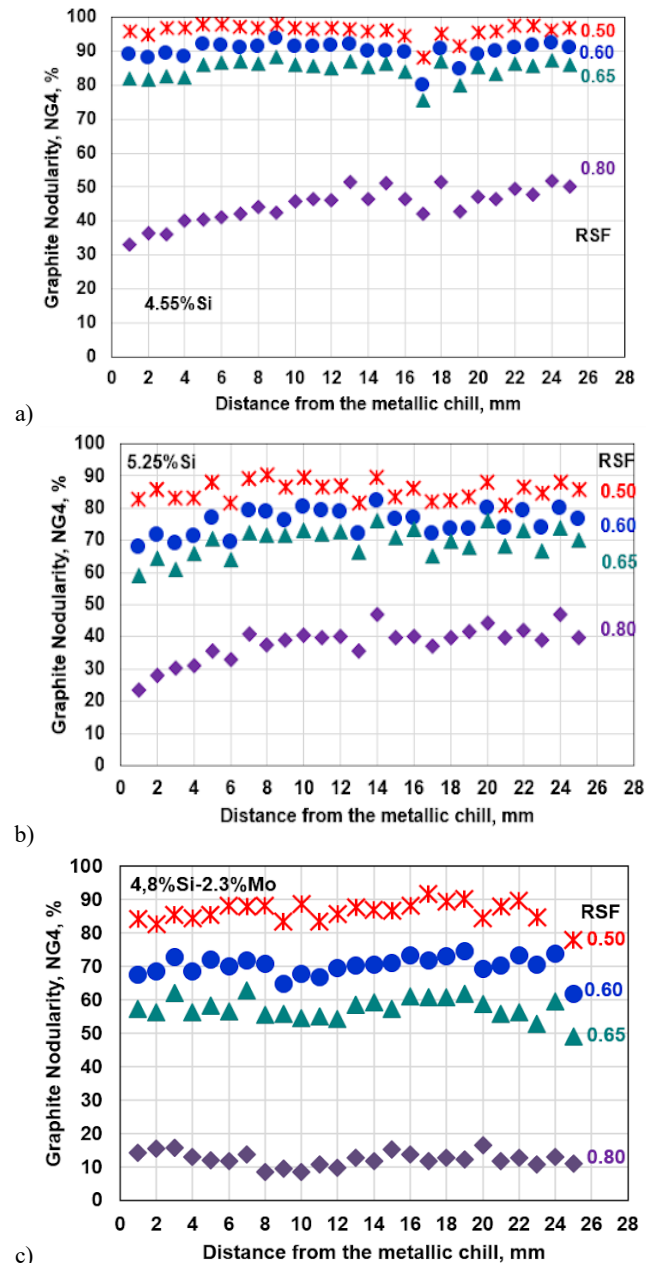 100
90
80
70
60
50
40
30
20
10
0
Graphite Nodularity, NG4, %
0.50
0.60
0.65
0.80
RSF
4.55%Si
0 2 4 6 8 10 12 14 16 18 20 22 24 26 28
Distance from the metallic chill, mm
a)
100
90
80
70
60
50
40
30
20
10
0
Graphite Nodularity, NG4, %
5.25%Si
RSF
0.50
0.60
0.65
0.80
0 2 4 6 8 10 12 14 16 18 20 22 24 26 28
Distance from the metallic chill, mm
b)
100
90
80
70
60
50
40
30
20
10
0
Graphite Nodularity, NG4, %
4,8%Si-2.3%Mo
RSF
0.50
0.60
0.65
0.80
0 2 4 6 8 10 12 14 16 18 20 22 24 26 28
Distance from the metallic chill, mm
c)